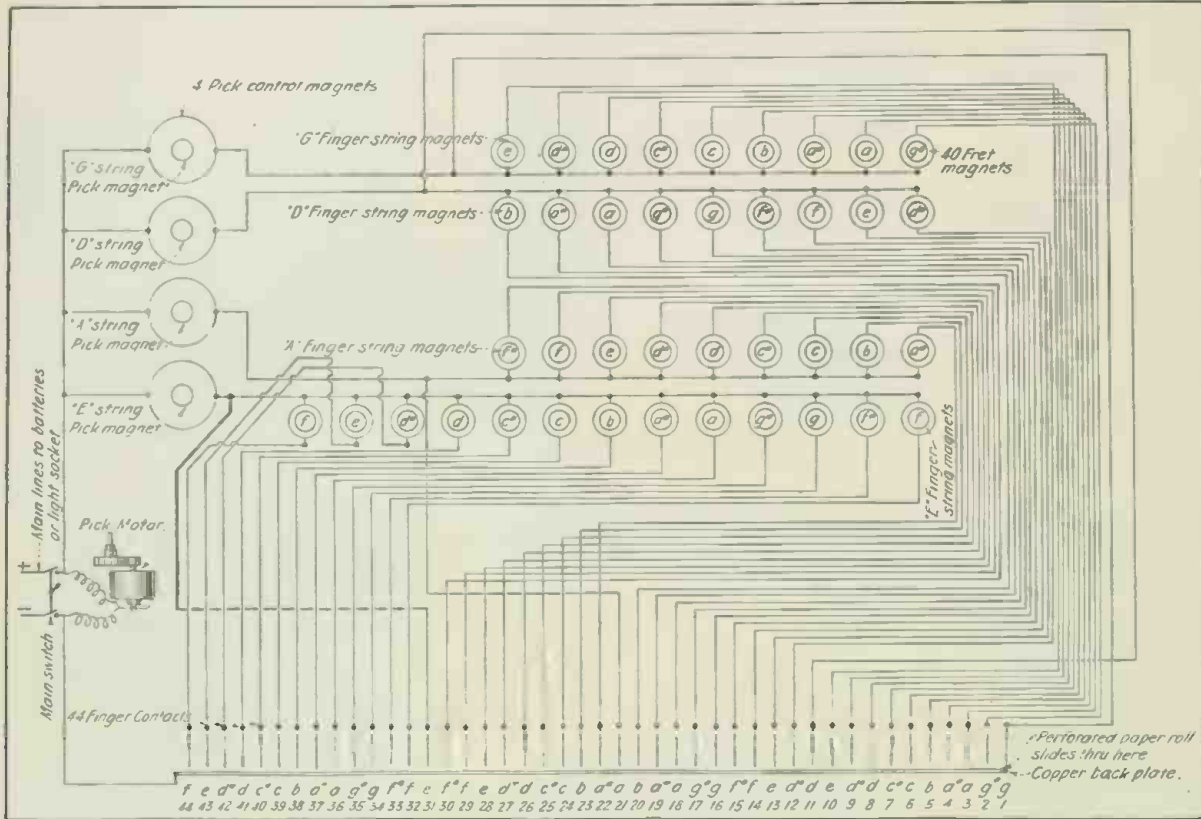 4 Pick control magnets
"G" string
Pick magnet
"D" string
Pick magnet
"A" string
Pick magnet
"E" string
Pick magnet
"G" Finger string magnets
e d# d c# c b a# a g#
40 Fret
magnets
"D" Finger string magnets
b a# a g# g f# f e d#
"A" Finger string magnets
f# f e d# d c# c b a#
f e d# d c# c b a# a g# g f# f
"E" Finger
string magnets
Main lines to batteries
or light socket
Pick Motor
+
−
Main switch
44 Finger Contacts
Perforated paper roll
slides thru here
Copper back plate
f e d# d c# c b a# a g# g f# f e f# f e d# d c# c b a# a b a# a g# g f# f e d# d e d# d c# c b a# a g# g
44 43 42 41 40 39 38 37 36 35 34 33 32 31 30 29 28 27 26 25 24 23 22 21 20 19 18 17 16 15 14 13 12 11 10 9 8 7 6 5 4 3 2 1